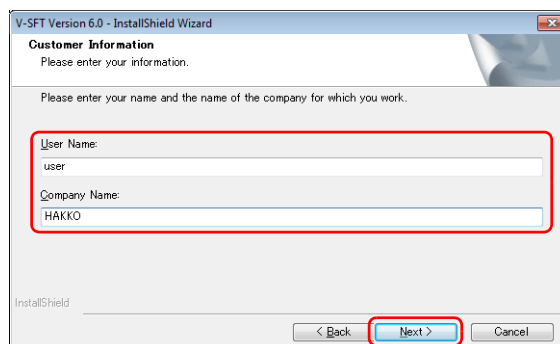 V-SFT Version 6.0 - InstallShield Wizard
Customer Information
Please enter your information.
Please enter your name and the name of the company for which you work.
User Name:
user
Company Name:
HAKKO
InstallShield
< Back
Next >
Cancel